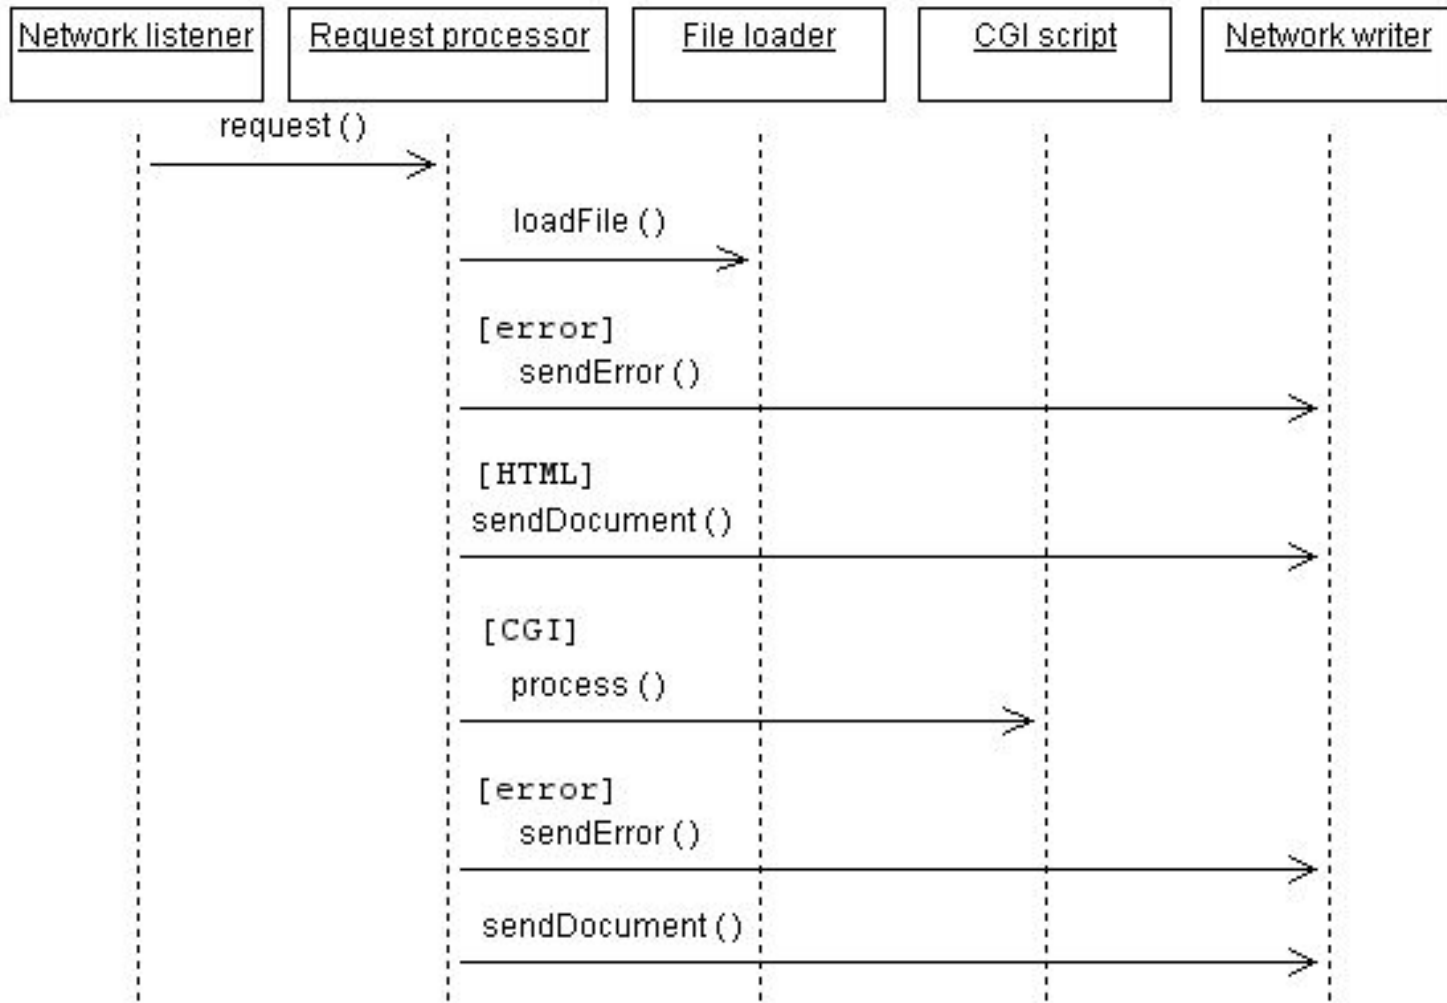 Network listener
Request processor
File loader
CGI script
Network writer
request ()
loadFile ()
[error]
sendError ()
[HTML]
sendDocument ()
[CGI]
process ()
[error]
sendError ()
sendDocument ()